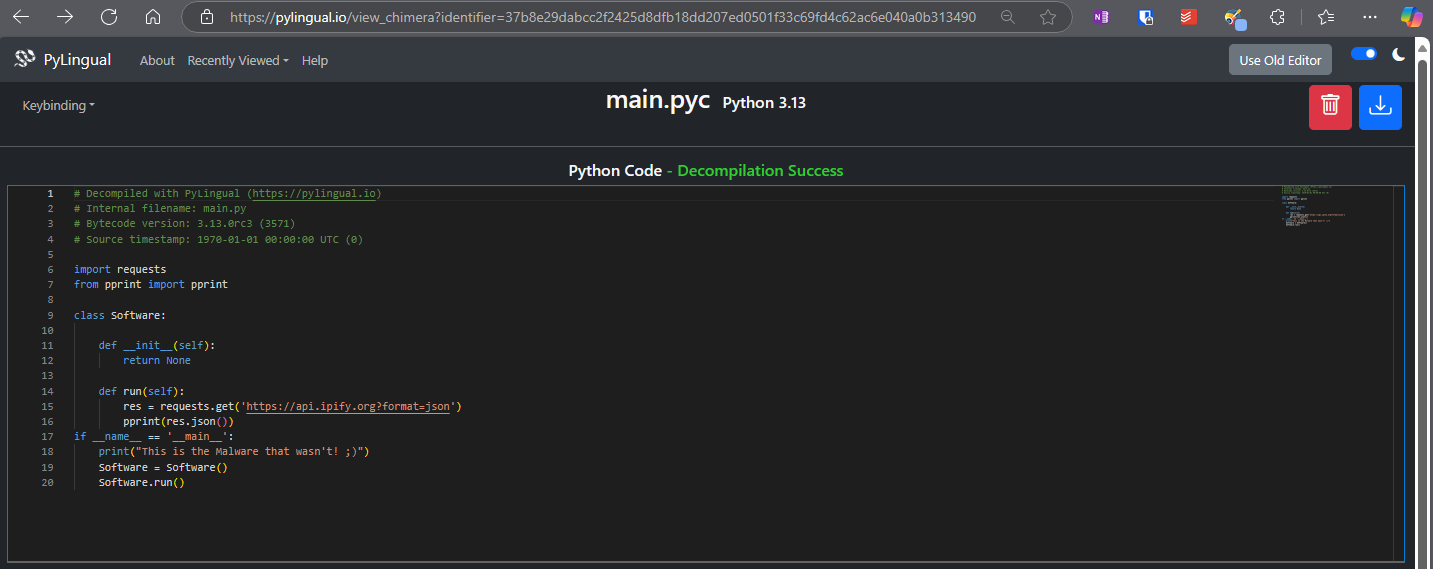 https://pylingual.io/view_chimera?identifier=37b8e29dabcc2f2425d8dfb18dd207ed0501f33c69fd4c62ac6e040a0b313490
PyLingual About Recently Viewed Help Use Old Editor
Keybinding main.pyc Python 3.13
Python Code - Decompilation Success
1 # Decompiled with PyLingual (https://pylingual.io)
2 # Internal filename: main.py
3 # Bytecode version: 3.13.0rc3 (3571)
4 # Source timestamp: 1970-01-01 00:00:00 UTC (0)
5
6 import requests
7 from pprint import pprint
8
9 class Software:
10
11     def __init__(self):
12         return None
13
14     def run(self):
15         res = requests.get('https://api.ipify.org?format=json')
16         pprint(res.json())
17 if __name__ == '__main__':
18     print("This is the Malware that wasn't! ;)")
19     Software = Software()
20     Software.run()